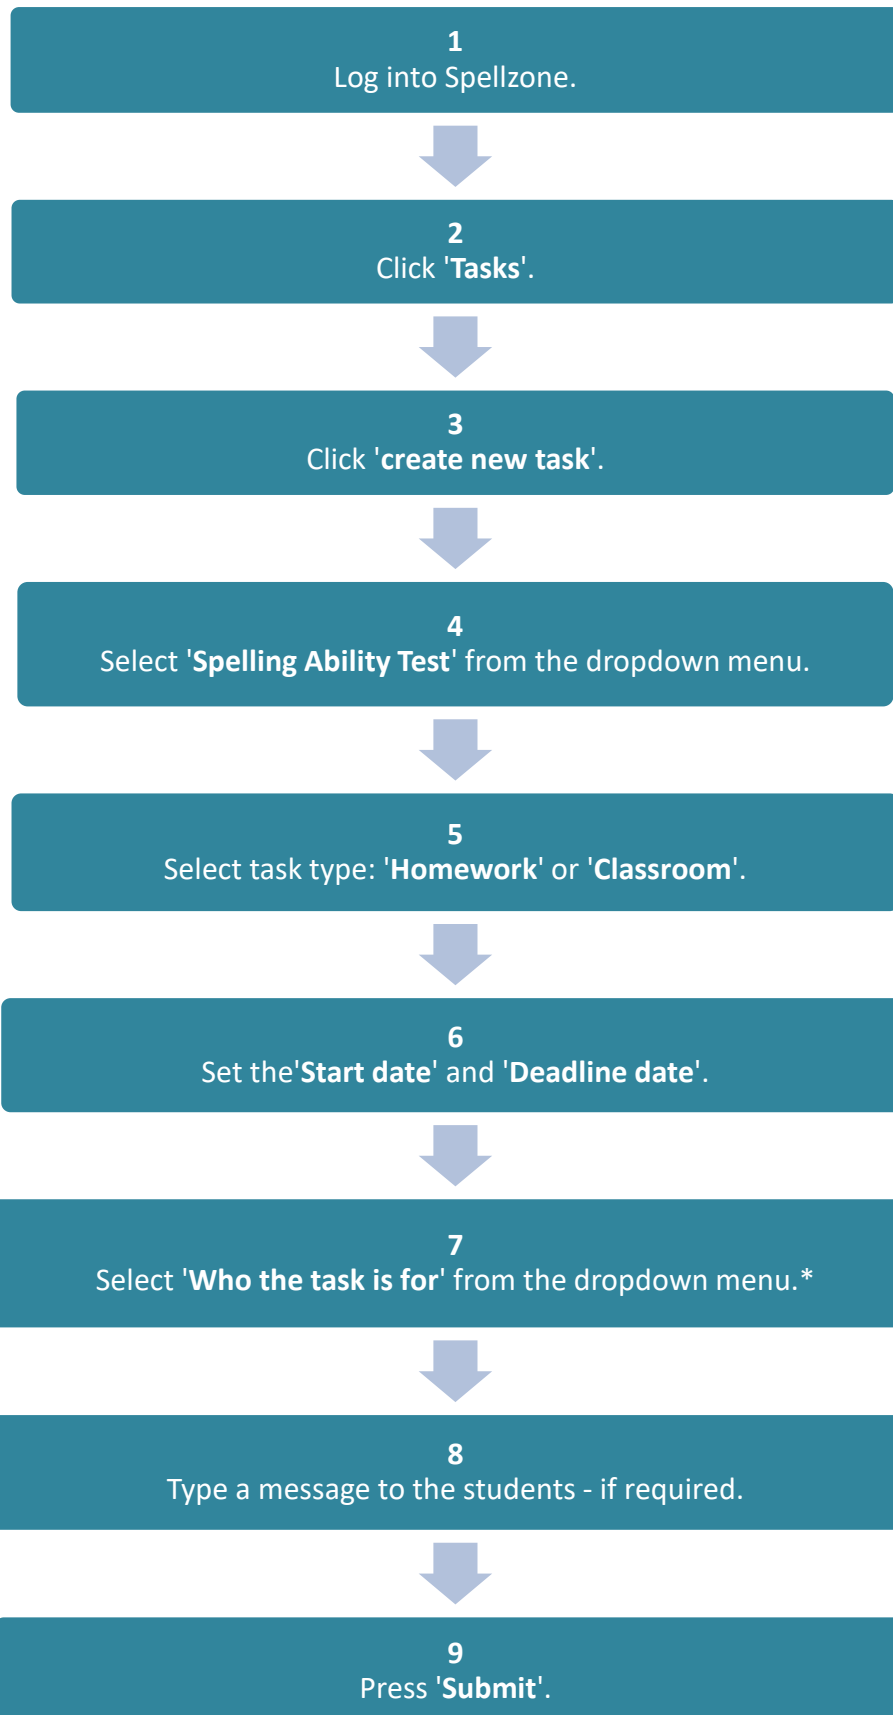 1
Log into Spellzone.
2
Click 'Tasks'.
3
Click 'create new task'.
4
Select 'Spelling Ability Test' from the dropdown menu.
5
Select task type: 'Homework' or 'Classroom'.
6
Set the'Start date' and 'Deadline date'.
7
Select 'Who the task is for' from the dropdown menu.*
8
Type a message to the students - if required.
9
Press 'Submit'.